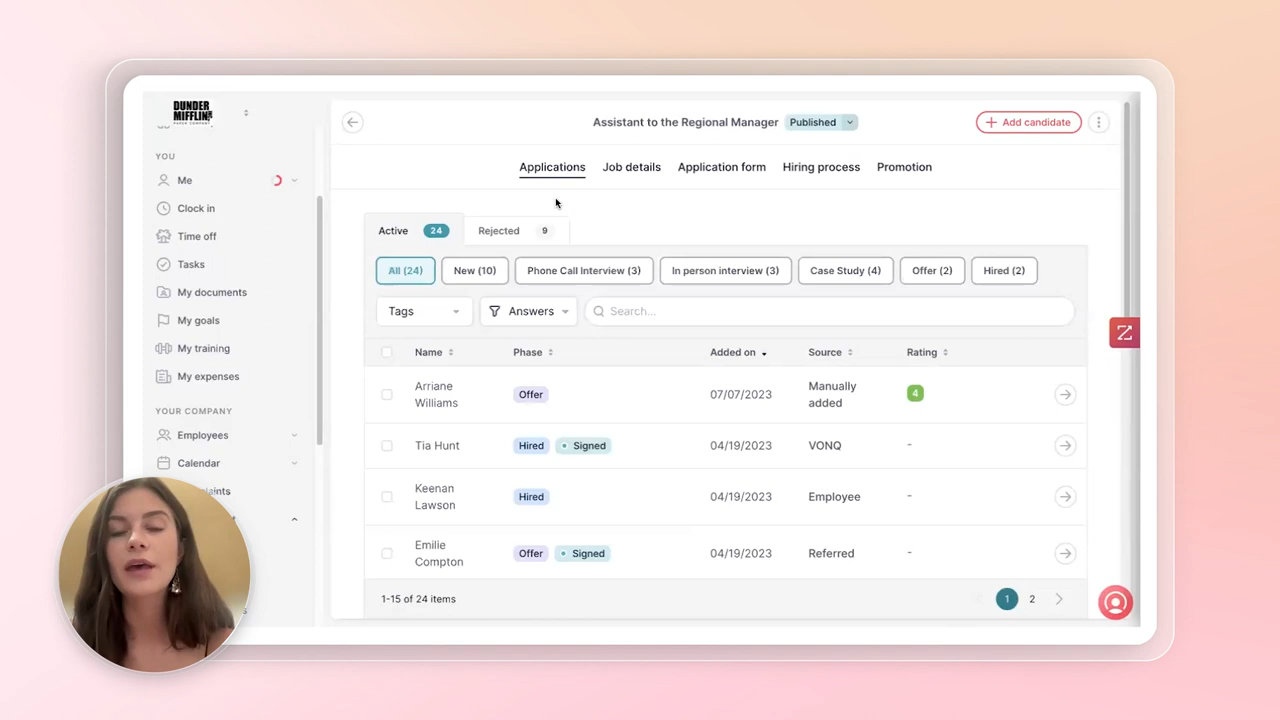 DUNDER
MIFFLIN
Assistant to the Regional Manager
Published
Add candidate
YOU
Me
Clock in
Time off
Tasks
My documents
My goals
My training
My expenses
YOUR COMPANY
Employees
Calendar
Applications
Job details
Application form
Hiring process
Promotion
Active 24
Rejected 9
All (24)
New (10)
Phone Call Interview (3)
In person interview (3)
Case Study (4)
Offer (2)
Hired (2)
Tags
Answers
Search...
Name Phase Added on Source Rating
Arriane
Williams
Offer
07/07/2023
Manually
added
4
Tia Hunt Hired Signed 04/19/2023 VONQ -
Keenan
Lawson
Hired
04/19/2023
Employee
-
Emilie
Compton
Offer Signed
04/19/2023
Referred
-
1-15 of 24 items
1 2